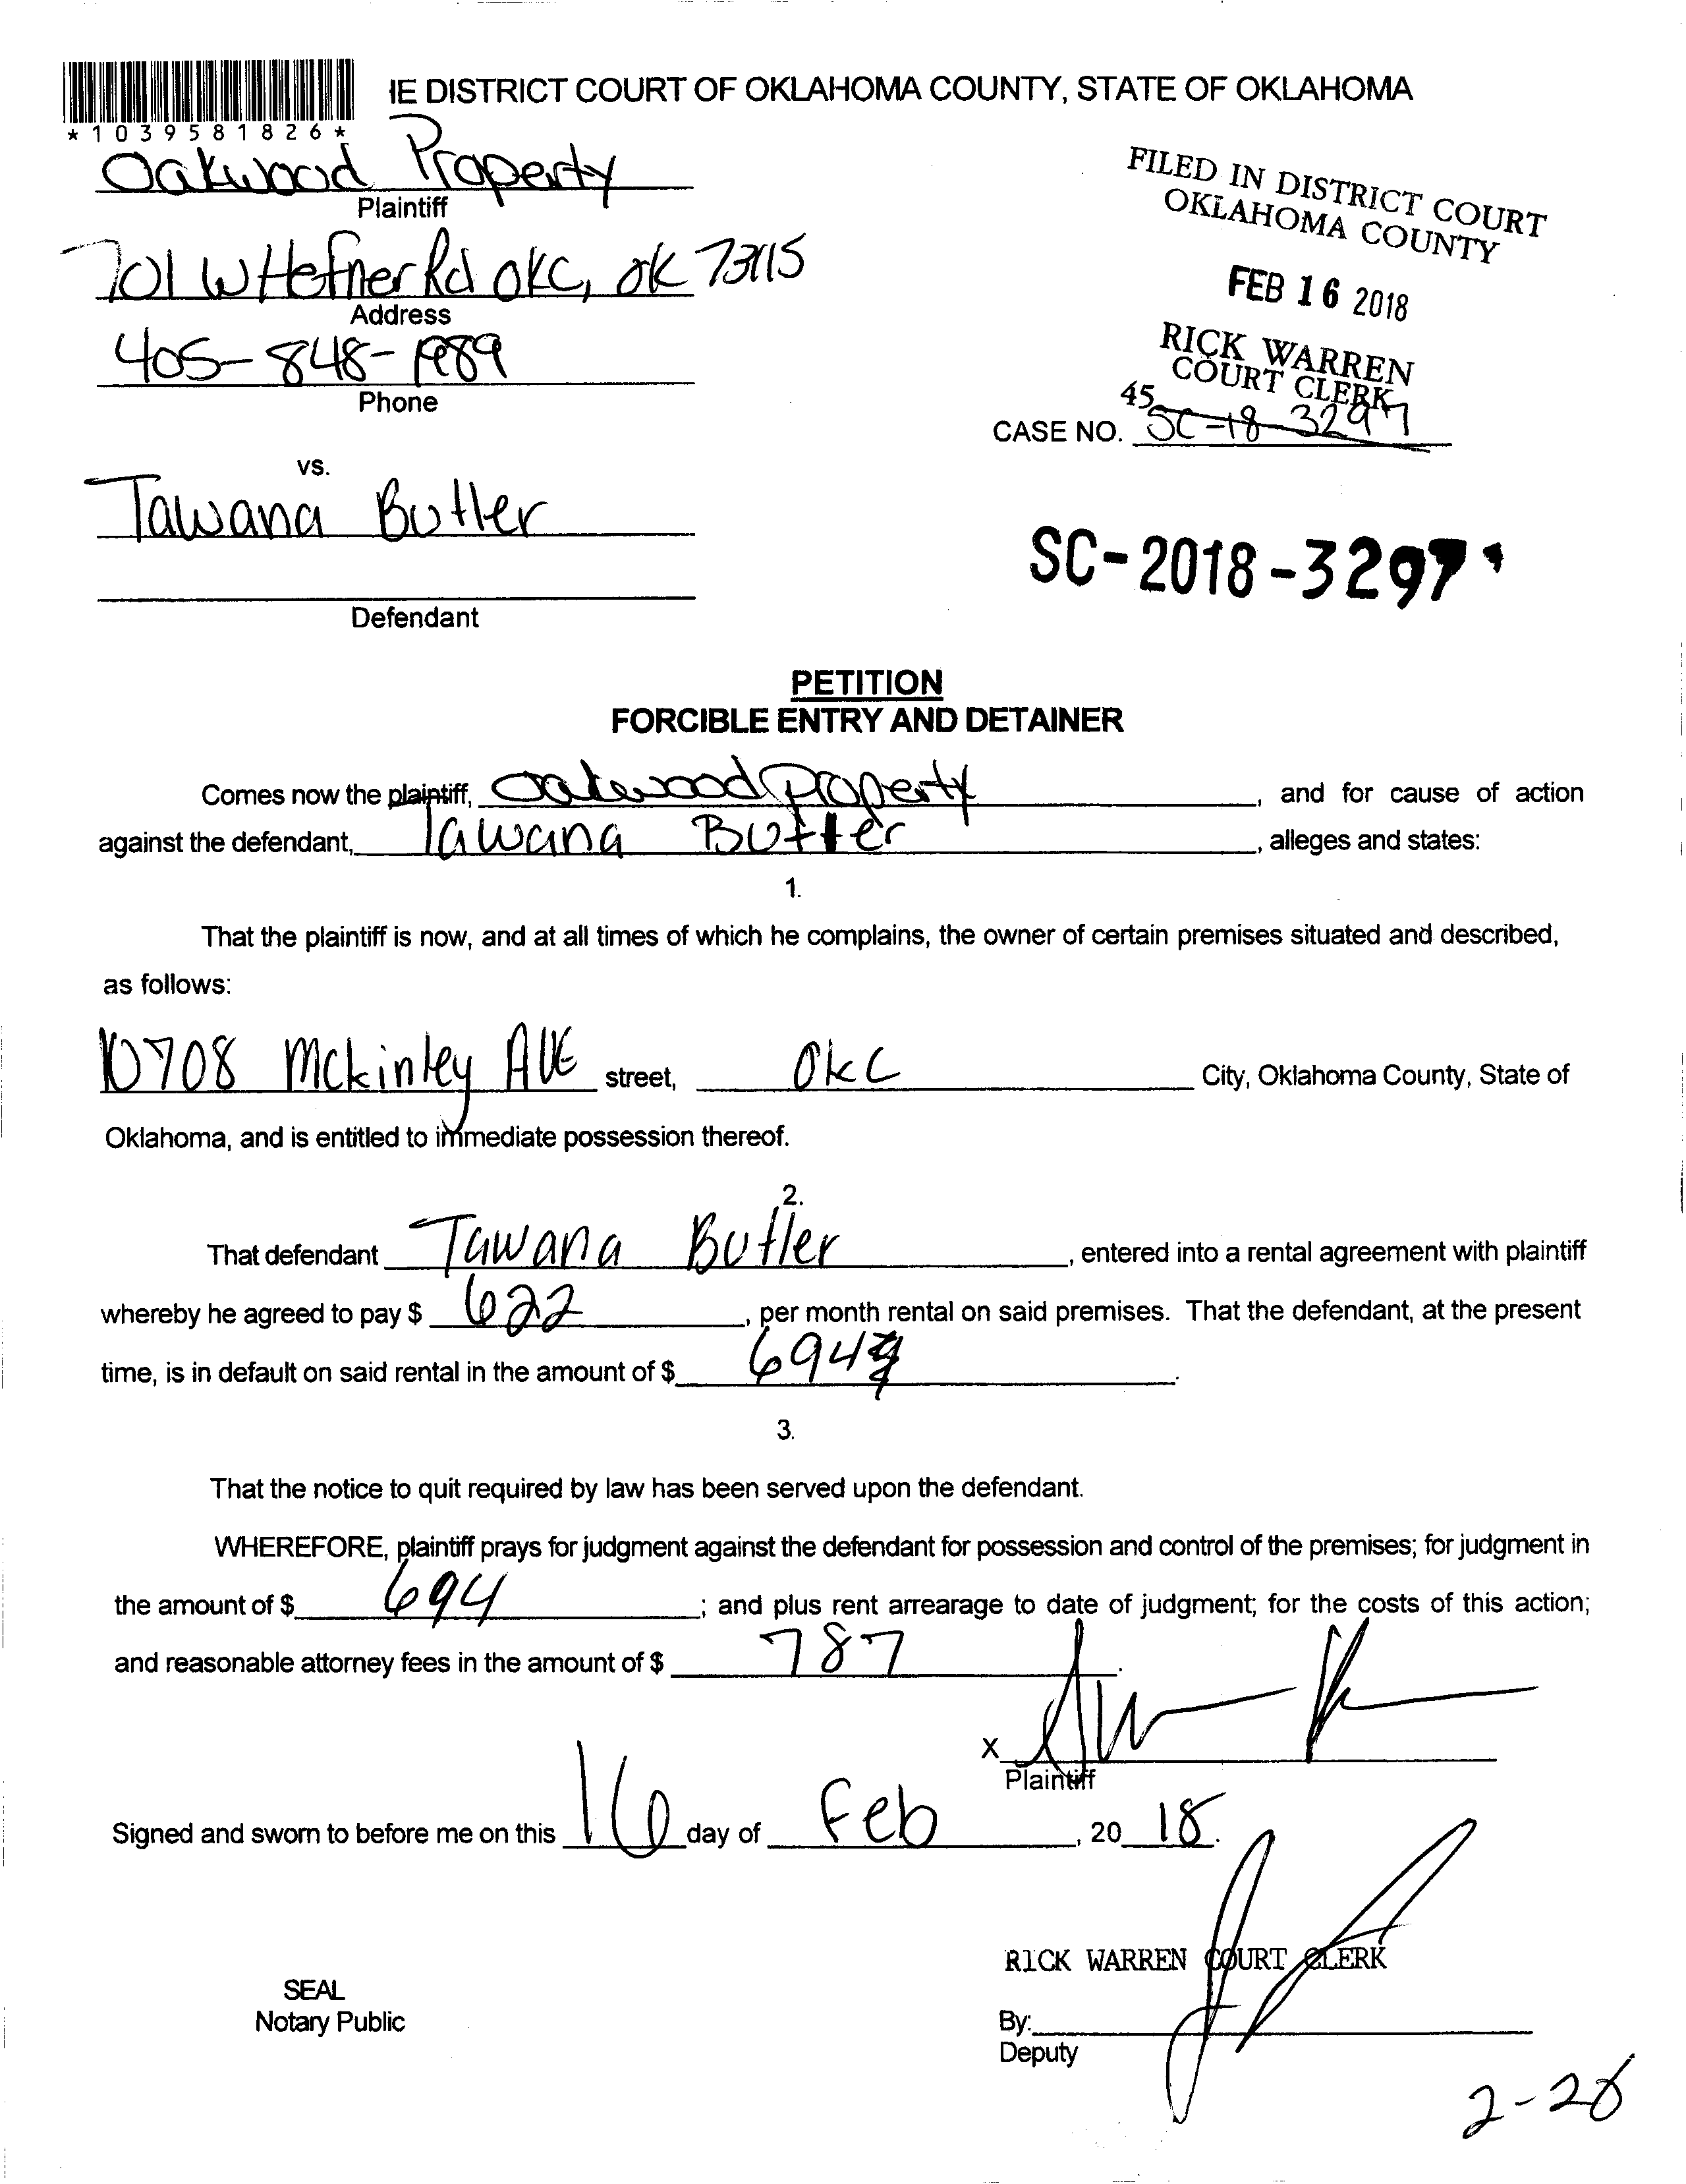 IE DISTRICT COURT OF OKLAHOMA COUNTY, STATE OF OKLAHOMA
*1039581826*
Oakwood Property
Plaintiff
701 W Hefner Rd OKC, OK 73115
Address
405-848-1989
Phone
vs.
Tawana Butler
Defendant
FILED IN DISTRICT COURT
OKLAHOMA COUNTY
FEB 16 2018
RICK WARREN
COURT CLERK
45
CASE NO. SC-18-3297
SC-2018-3297
PETITION
FORCIBLE ENTRY AND DETAINER
Comes now the plaintiff, Oakwood Property, and for cause of action
against the defendant, Tawana Butler, alleges and states:
1.
That the plaintiff is now, and at all times of which he complains, the owner of certain premises situated and described,
as follows:
10708 Mckinley AVE street, OKC City, Oklahoma County, State of
Oklahoma, and is entitled to immediate possession thereof.
2.
That defendant Tawana Butler, entered into a rental agreement with plaintiff
whereby he agreed to pay $ 622, per month rental on said premises. That the defendant, at the present
time, is in default on said rental in the amount of $ 694.
3.
That the notice to quit required by law has been served upon the defendant.
WHEREFORE, plaintiff prays for judgment against the defendant for possession and control of the premises; for judgment in
the amount of $ 694; and plus rent arrearage to date of judgment; for the costs of this action;
and reasonable attorney fees in the amount of $ 787.
X
Plaintiff
Signed and sworn to before me on this 16 day of Feb, 20 18.
RICK WARREN COURT CLERK
SEAL
Notary Public
By:
Deputy